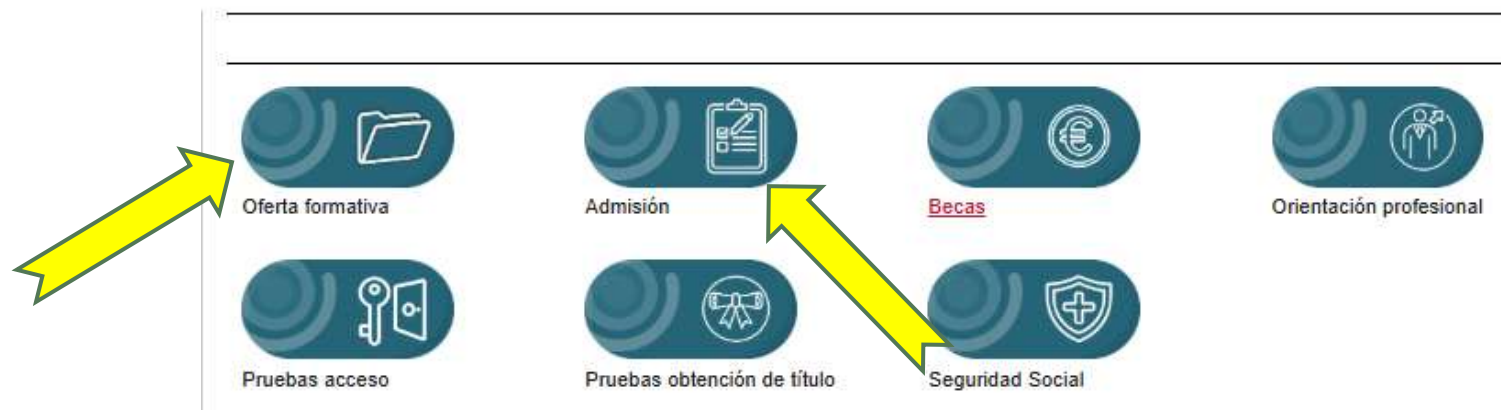 Oferta formativa
Admisión
Becas
Orientación profesional
Pruebas acceso
Pruebas obtención de título
Seguridad Social